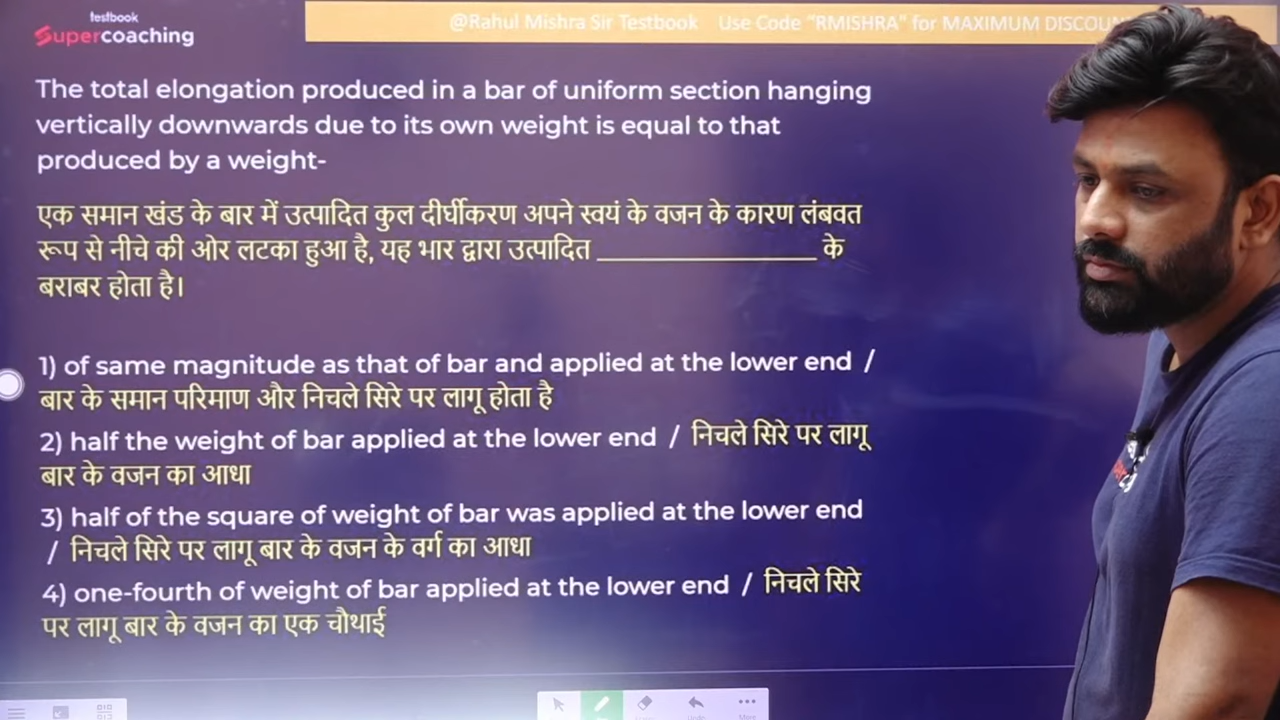 testbook
Supercoaching
@Rahul Mishra Sir Testbook Use Code "RMISHRA" for MAXIMUM
The total elongation produced in a bar of uniform section hanging
vertically downwards due to its own weight is equal to that
produced by a weight-
एक समान खंड के बार में उत्पादित कुल दीर्घीकरण अपने स्वयं के वजन के कारण लंबवत
रूप से नीचे की ओर लटका हुआ है, यह भार द्वारा उत्पादित ________________ के
बराबर होता है।
1) of same magnitude as that of bar and applied at the lower end /
बार के समान परिमाण और निचले सिरे पर लागू होता है
2) half the weight of bar applied at the lower end / निचले सिरे पर लागू
बार के वजन का आधा
3) half of the square of weight of bar was applied at the lower end
/ निचले सिरे पर लागू बार के वजन के वर्ग का आधा
4) one-fourth of weight of bar applied at the lower end / निचले सिरे
पर लागू बार के वजन का एक चौथाई